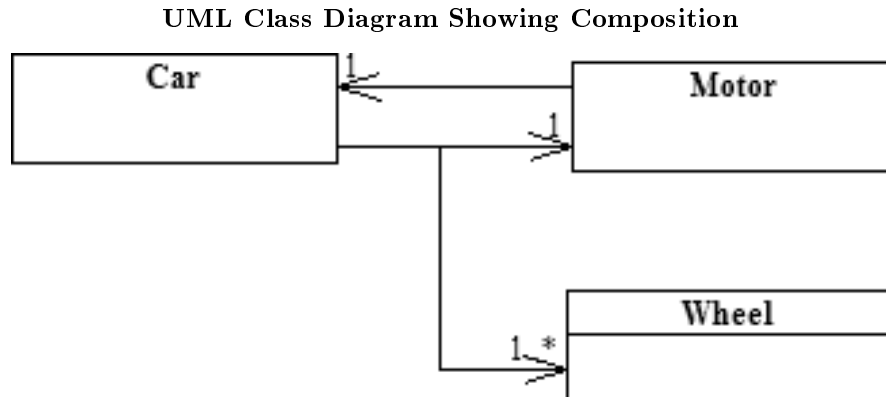 UML Class Diagram Showing Composition
Car
1
Motor
1
Wheel
1..*